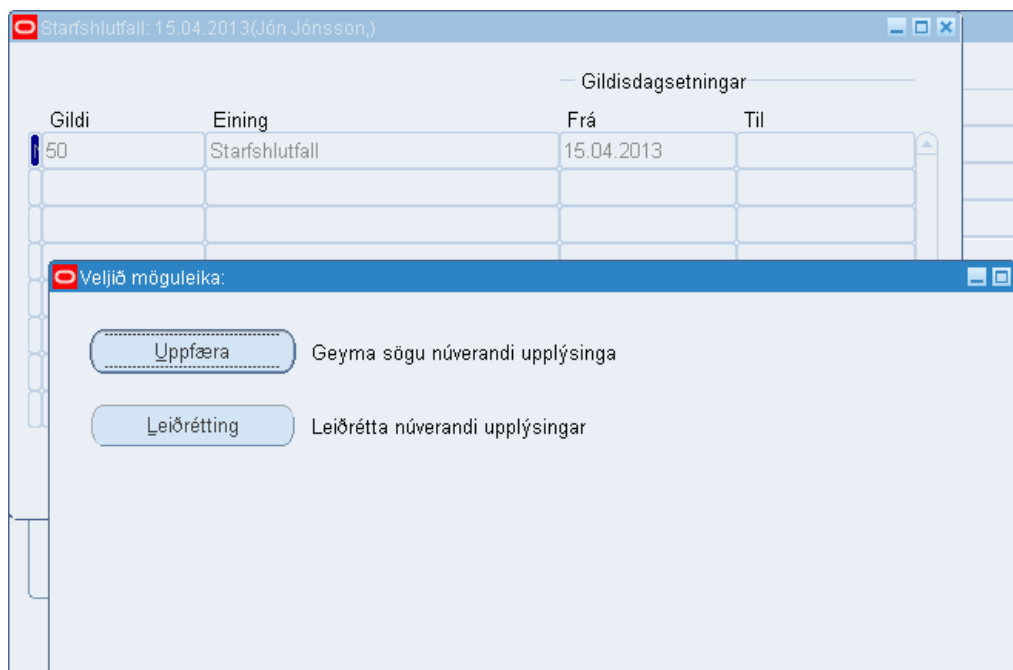 Starfshlutfall: 15.04.2013(Jón Jónsson,)
Gildisdagsetningar
Gildi Eining Frá Til
50 Starfshlutfall 15.04.2013
Veljið möguleika:
Uppfæra Geyma sögu núverandi upplýsinga
Leiðrétting Leiðrétta núverandi upplýsingar